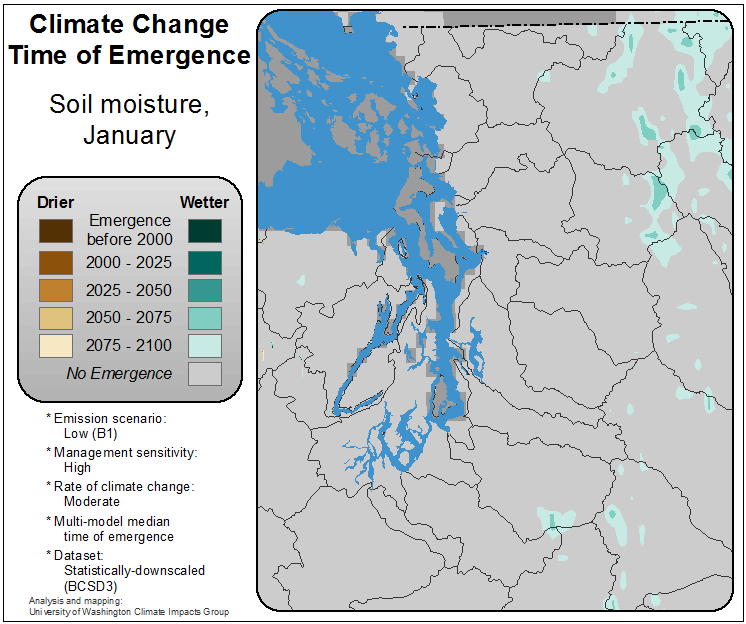 Climate Change
Time of Emergence
Soil moisture,
January
Drier
Wetter
Emergence
before 2000
2000 - 2025
2025 - 2050
2050 - 2075
2075 - 2100
No Emergence
* Emission scenario:
Low (B1)
* Management sensitivity:
High
* Rate of climate change:
Moderate
* Multi-model median
time of emergence
* Dataset:
Statistically-downscaled
(BCSD3)
Analysis and mapping:
University of Washington Climate Impacts Group